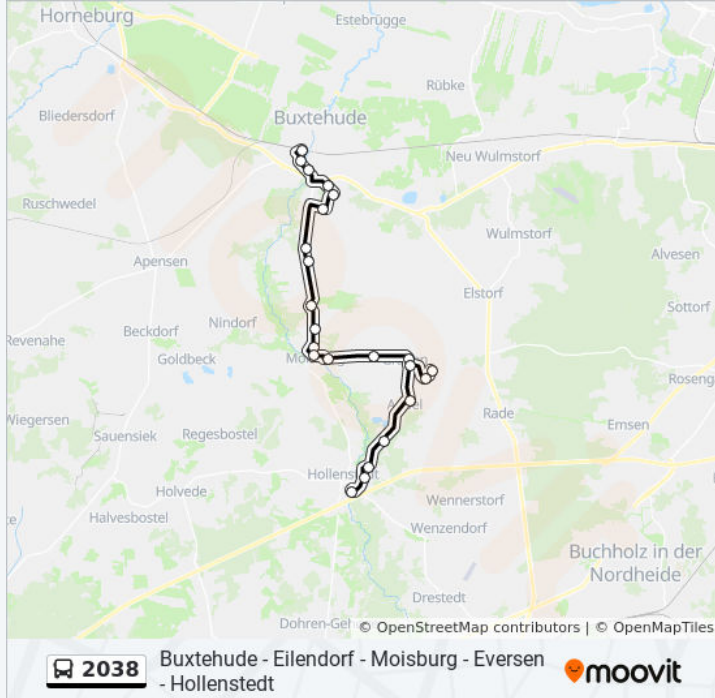 Horneburg
Estebrügge
Rübke
Bliedersdorf
Buxtehude
Neu Wulmstorf
Ruschwedel
Wulmstorf
Apensen
Alvesen
Elstorf
Sottorf
Revenahe
Beckdorf
Nindorf
Goldbeck
Roseng
Wiegersen
Rade
Emsen
Sauensiek
Regesbostel
Hollenstedt
Holvede
Wennerstorf
Halvesbostel
Wenzendorf
Buchholz in der
Nordheide
Drestedt
Dohren-Gel
© OpenStreetMap contributors | © OpenMapTiles
2038
Buxtehude - Eilendorf - Moisburg - Eversen
- Hollenstedt
moovit